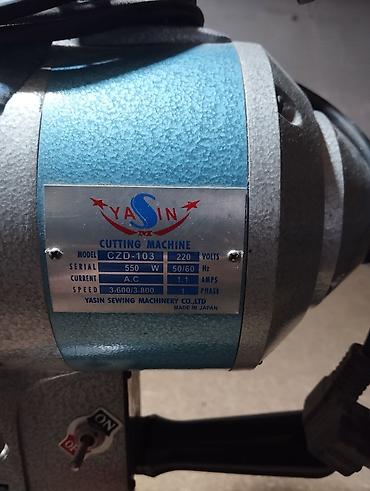 YASIN
M
CUTTING MACHINE
MODEL CZD-103 220 VOLTS
SERIAL 550 W 50/60 Hz
CURRENT A.C 1.1 AMPS
SPEED 3-600/3.800 1 PHASE
YASIN SEWING MACHINERY CO.,LTD
MADE IN JAPAN
ON